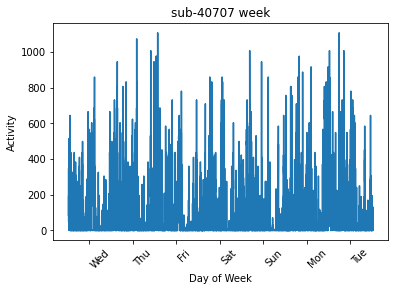 sub-40707 week
1000
800
600
400
200
0
Activity
Wed
Thu
Fri
Sat
Sun
Mon
Tue
Day of Week